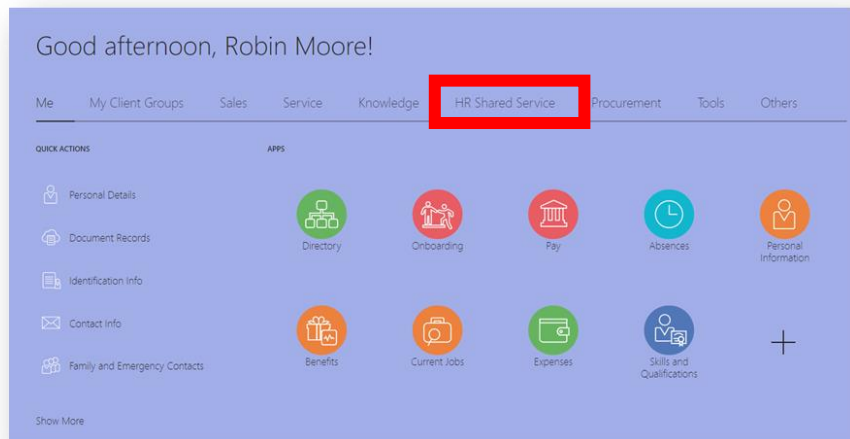 Good afternoon, Robin Moore!
Me My Client Groups Sales Service Knowledge HR Shared Service Procurement Tools Others
QUICK ACTIONS
APPS
Personal Details
Document Records
Identification Info
Contact Info
Family and Emergency Contacts
Show More
Directory Onboarding Pay Absences Personal
Information
Benefits Current Jobs Expenses Skills and
Qualifications